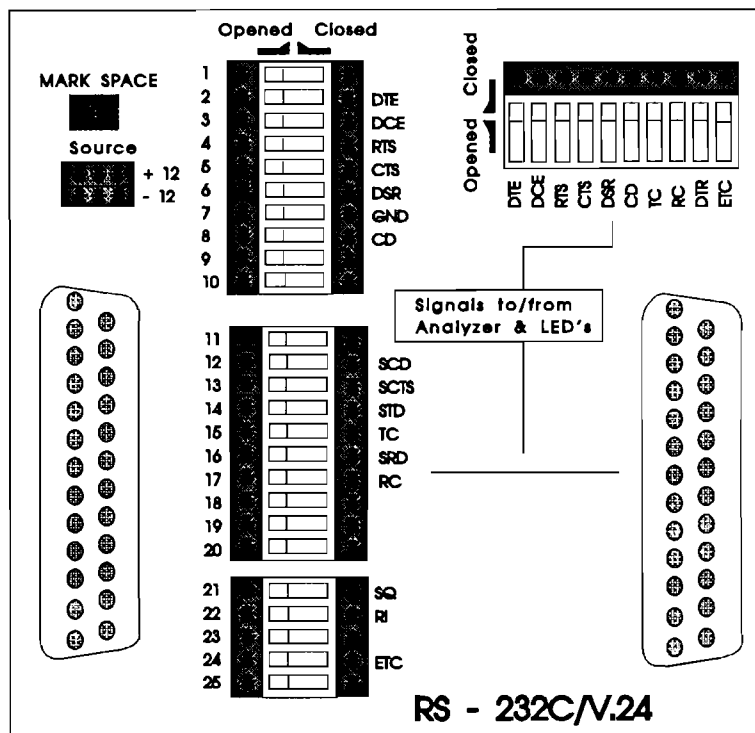 Opened Closed
MARK SPACE
Source
+ 12
- 12
1
2 DTE
3 DCE
4 RTS
5 CTS
6 DSR
7 GND
8 CD
9
10
11
12 SCD
13 SCTS
14 STD
15 TC
16 SRD
17 RC
18
19
20
21 SQ
22 RI
23
24 ETC
25
Closed
Opened
DTE DCE RTS CTS DSR CD TC RC DTR ETC
Signals to/from
Analyzer & LED's
RS - 232C/V.24